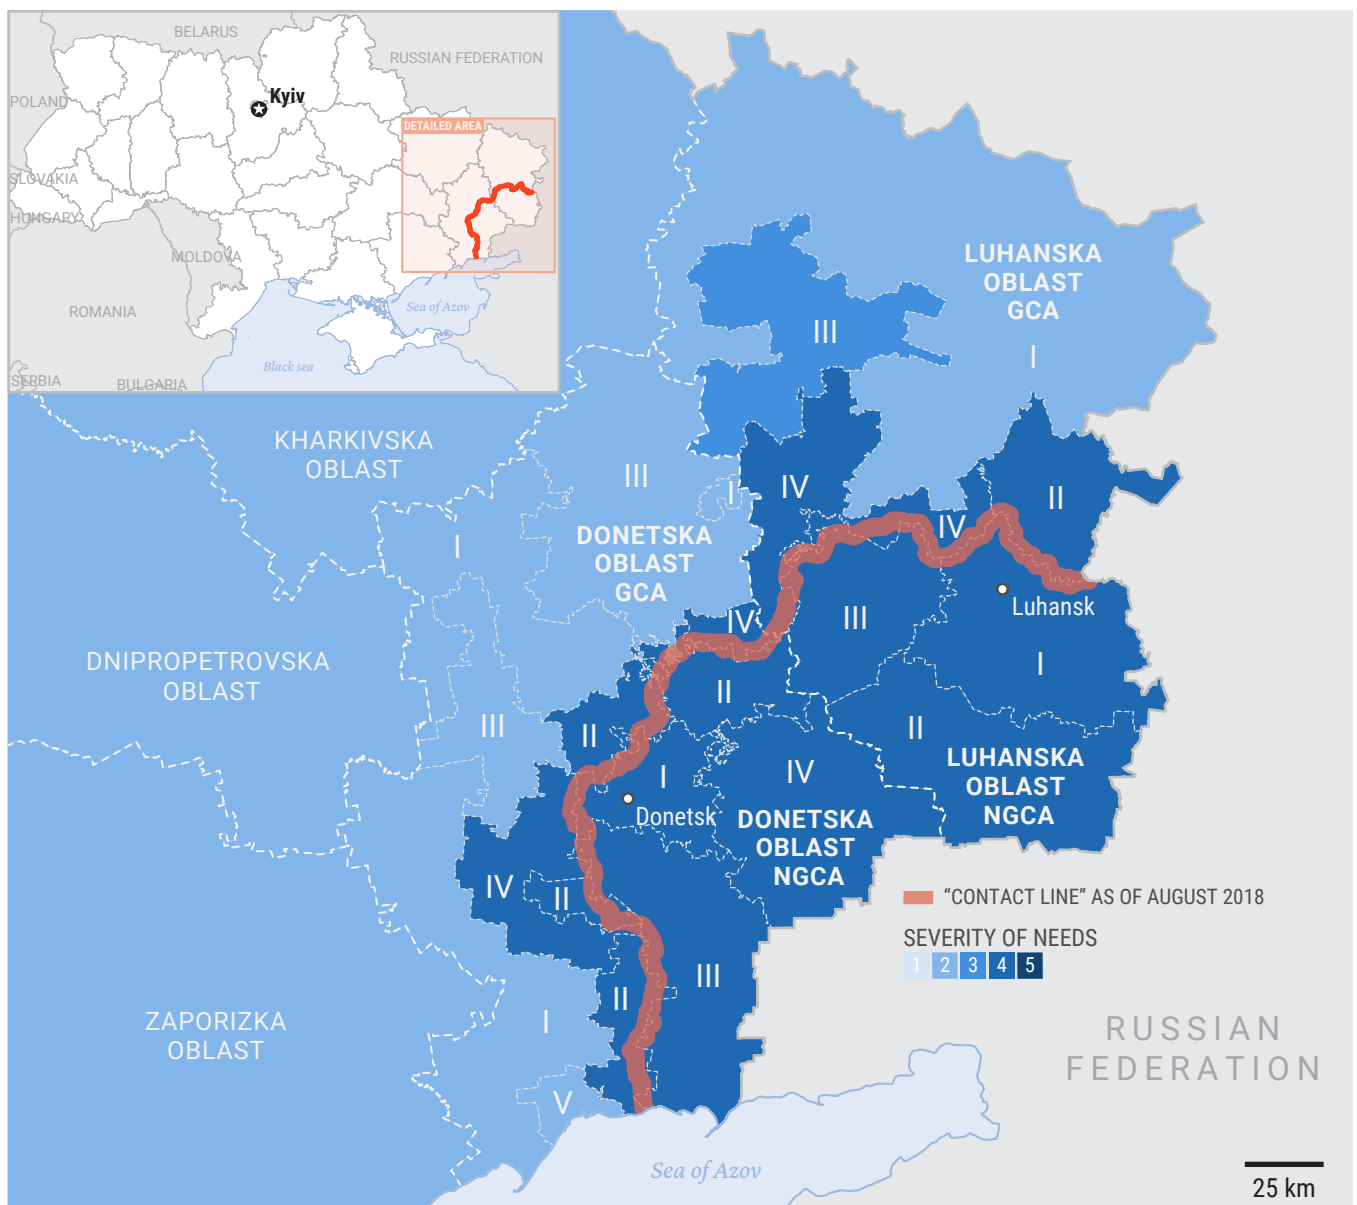 BELARUS
RUSSIAN FEDERATION
POLAND
Kyiv
DETAILED AREA
SLOVAKIA
HUNGARY
MOLDOVA
ROMANIA
Sea of Azov
Black sea
SERBIA
BULGARIA
LUHANSKA
OBLAST
GCA
I
III
KHARKIVSKA
OBLAST
III
I
IV
II
IV
DONETSKA
OBLAST
GCA
I
Luhansk
IV
III
I
DNIPROPETROVSKA
OBLAST
II
III
II
II
LUHANSKA
OBLAST
NGCA
I
IV
Donetsk
DONETSKA
OBLAST
NGCA
IV
II
“CONTACT LINE” AS OF AUGUST 2018
SEVERITY OF NEEDS
1 2 3 4 5
III
II
I
ZAPORIZKA
OBLAST
RUSSIAN
FEDERATION
V
Sea of Azov
25 km